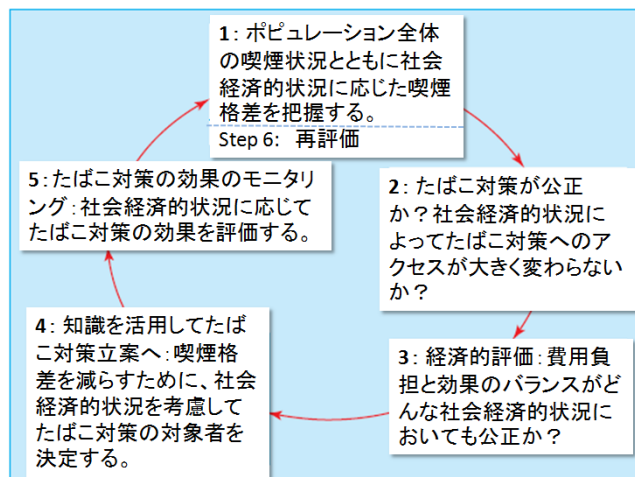 1：ポピュレーション全体
の喫煙状況とともに社会
経済的状況に応じた喫煙
格差を把握する。
Step 6:　再評価
2：たばこ対策が公正
か？社会経済的状況に
よってたばこ対策へのア
クセスが大きく変わらない
か？
3：経済的評価：費用負
担と効果のバランスがど
んな社会経済的状況に
おいても公正か？
4：知識を活用してたば
こ対策立案へ：喫煙格
差を減らすために、社会
経済的状況を考慮して
たばこ対策の対象者を
決定する。
5：たばこ対策の効果のモニタリ
ング：社会経済的状況に応じて
たばこ対策の効果を評価する。